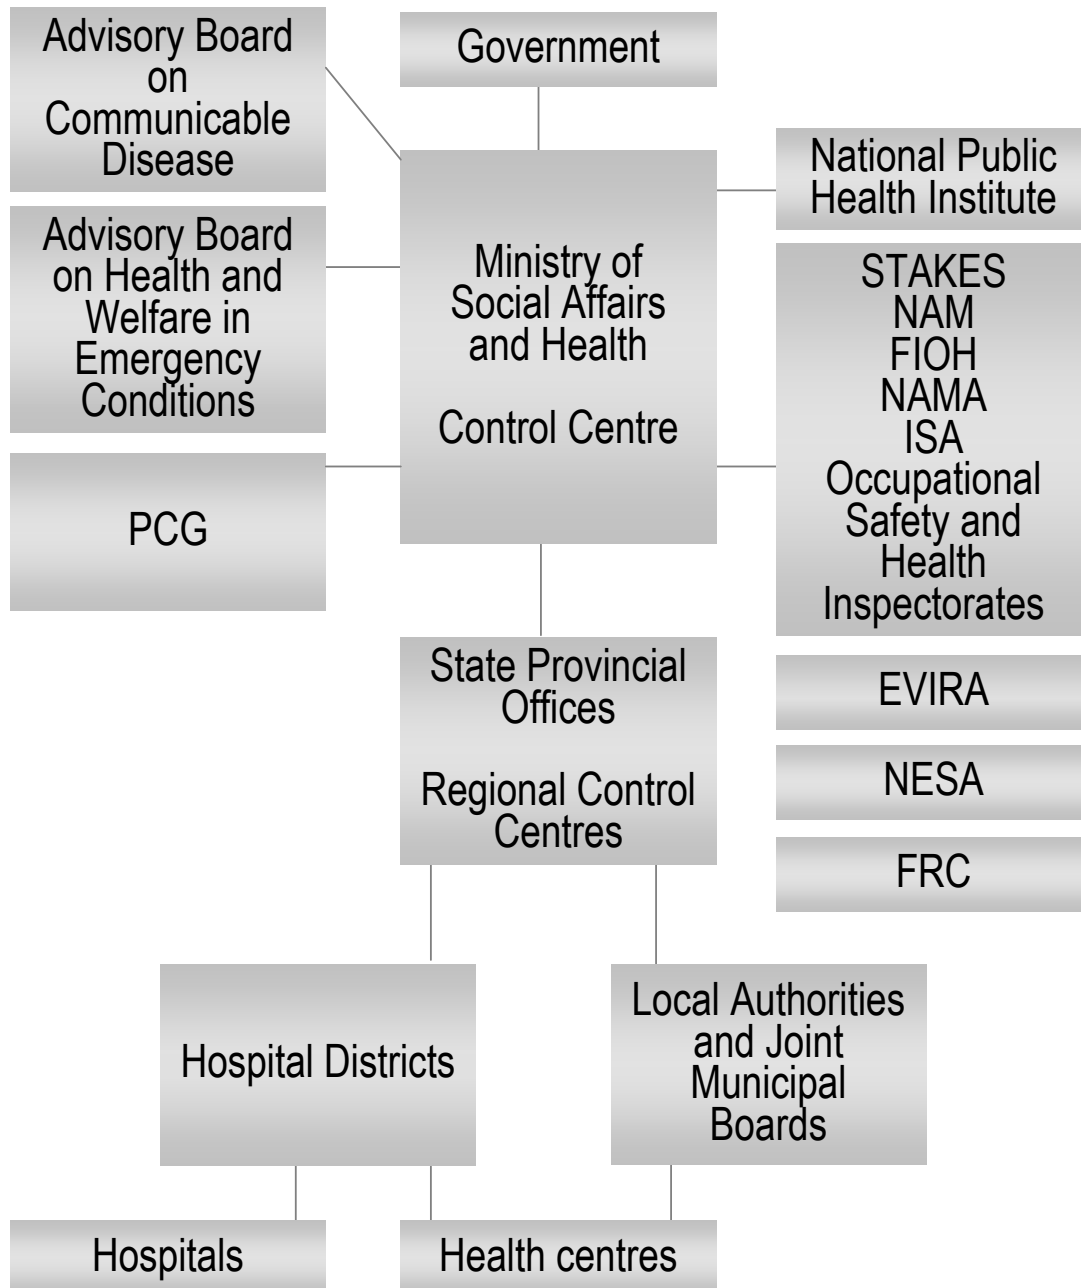 Advisory Board
on
Communicable
Disease
Government
National Public
Health Institute
Advisory Board
on Health and
Welfare in
Emergency
Conditions
Ministry of
Social Affairs
and Health
Control Centre
STAKES
NAM
FIOH
NAMA
ISA
Occupational
Safety and
Health
Inspectorates
PCG
State Provincial
Offices
Regional Control
Centres
EVIRA
NESA
FRC
Hospital Districts
Local Authorities
and Joint
Municipal
Boards
Hospitals
Health centres